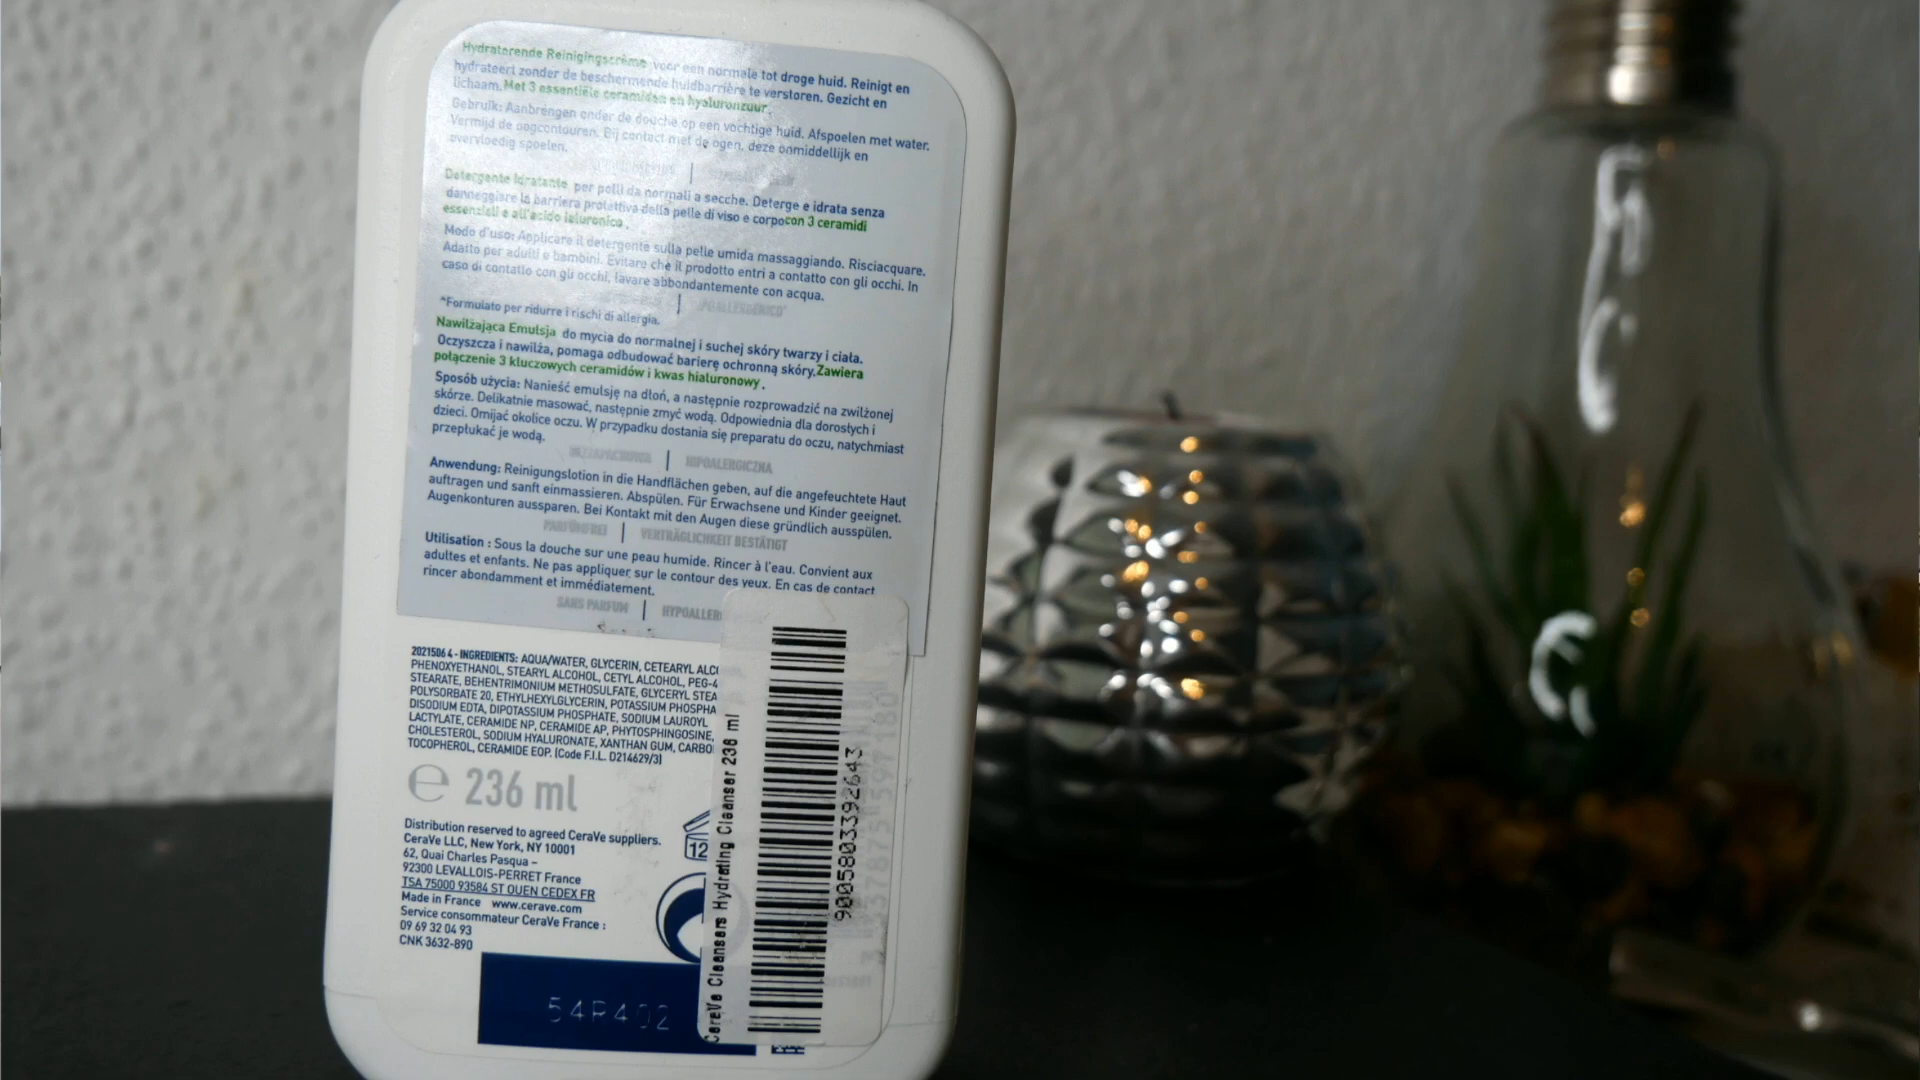 Hydraterende Reinigingscrème voor een normale tot droge huid. Reinigt en
hydrateert zonder de beschermende huidbarrière te verstoren. Gezicht en
lichaam. Met 3 essentiële ceramiden en hyaluronzuur.
Gebruik: Aanbrengen onder de douche op een vochtige huid. Afspoelen met water.
Vermijd de oogcontouren. Bij contact met de ogen, deze onmiddellijk en
overvloedig spoelen.
Detergente Idratante per pelli da normali a secche. Deterge e idrata senza
danneggiare la barriera protettiva della pelle di viso e corpocon 3 ceramidi
essenziali e all'acido ialuronico.
Modo d'uso: Applicare il detergente sulla pelle umida massaggiando. Risciacquare.
Adatto per adulti e bambini. Evitare che il prodotto entri a contatto con gli occhi. In
caso di contatto con gli occhi, lavare abbondantemente con acqua.
IPOALLERGENICO*
*Formulato per ridurre i rischi di allergia.
Nawilżająca Emulsja do mycia do normalnej i suchej skóry twarzy i ciała.
Oczyszcza i nawilża, pomaga odbudować barierę ochronną skóry.Zawiera
połączenie 3 kluczowych ceramidów i kwas hialuronowy.
Sposób użycia: Nanieść emulsję na dłoń, a następnie rozprowadzić na zwilżonej
skórze. Delikatnie masować, następnie zmyć wodą. Odpowiednia dla dorosłych i
dzieci. Omijać okolice oczu. W przypadku dostania się preparatu do oczu, natychmiast
przepłukać je wodą.
BEZZAPACHOWA | HIPOALERGICZNA
Anwendung: Reinigungslotion in die Handflächen geben, auf die angefeuchtete Haut
auftragen und sanft einmassieren. Abspülen. Für Erwachsene und Kinder geeignet.
Augenkonturen aussparen. Bei Kontakt mit den Augen diese gründlich ausspülen.
PARFÜMFREI | VERTRÄGLICHKEIT BESTÄTIGT
Utilisation : Sous la douche sur une peau humide. Rincer à l'eau. Convient aux
adultes et enfants. Ne pas appliquer sur le contour des yeux. En cas de contact
rincer abondamment et immédiatement.
SANS PARFUM | HYPOALLER
2021506 4 - INGREDIENTS: AQUA/WATER, GLYCERIN, CETEARYL ALCO
PHENOXYETHANOL, STEARYL ALCOHOL, CETYL ALCOHOL, PEG-4
STEARATE, BEHENTRIMONIUM METHOSULFATE, GLYCERYL STEA
POLYSORBATE 20, ETHYLHEXYLGLYCERIN, POTASSIUM PHOSPHA
DISODIUM EDTA, DIPOTASSIUM PHOSPHATE, SODIUM LAUROYL
LACTYLATE, CERAMIDE NP, CERAMIDE AP, PHYTOSPHINGOSINE,
CHOLESTEROL, SODIUM HYALURONATE, XANTHAN GUM, CARBO
TOCOPHEROL, CERAMIDE EOP. (Code F.I.L. D214629/3)
℮ 236 ml
Distribution reserved to agreed CeraVe suppliers.
CeraVe LLC, New York, NY 10001
62, Quai Charles Pasqua –
92300 LEVALLOIS-PERRET France
TSA 75000 93584 ST OUEN CEDEX FR
Made in France www.cerave.com
Service consommateur CeraVe France :
09 69 32 04 93
CNK 3632-890
12
54R402
CeraVe Cleansers Hydrating Cleanser 236 ml
9005803392643